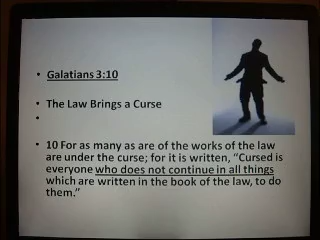 Galatians 3:10
The Law Brings a Curse
10 For as many as are of the works of the law
are under the curse; for it is written, “Cursed is
everyone who does not continue in all things
which are written in the book of the law, to do
them.”